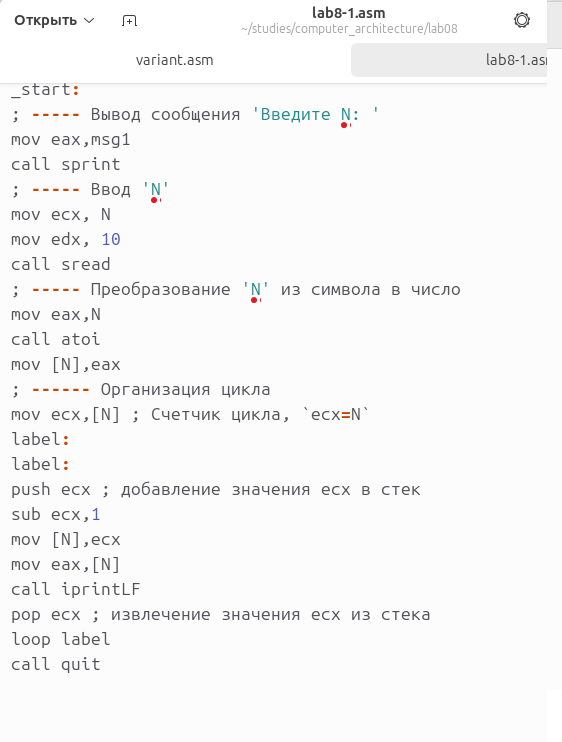 Открыть
lab8-1.asm
~/studies/computer_architecture/lab08
variant.asm
lab8-1.asm
_start:
; ----- Вывод сообщения 'Введите N: '
mov eax,msg1
call sprint
; ----- Ввод 'N'
mov ecx, N
mov edx, 10
call sread
; ----- Преобразование 'N' из символа в число
mov eax,N
call atoi
mov [N],eax
; ------ Организация цикла
mov ecx,[N] ; Счетчик цикла, `ecx=N`
label:
label:
push ecx ; добавление значения ecx в стек
sub ecx,1
mov [N],ecx
mov eax,[N]
call iprintLF
pop ecx ; извлечение значения ecx из стека
loop label
call quit